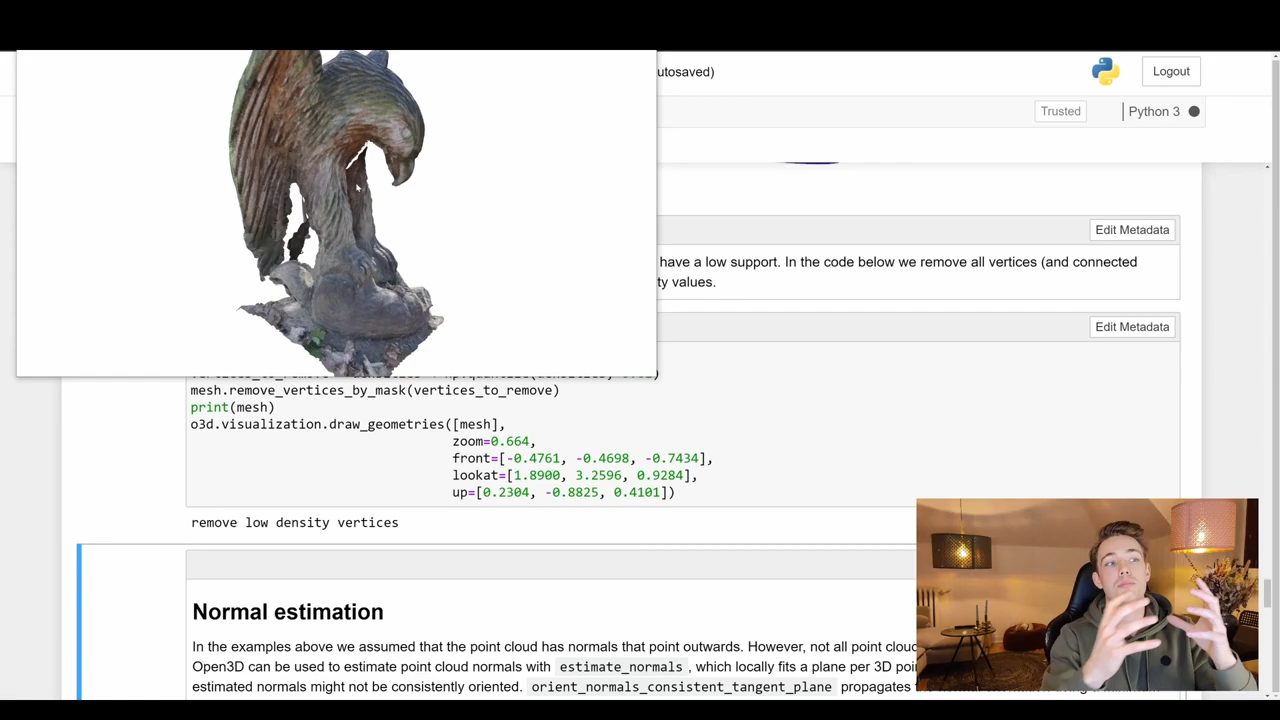 utosaved)
Logout
Trusted
Python 3
Edit Metadata
have a low support. In the code below we remove all vertices (and connected
ty values.
Edit Metadata
mesh.remove_vertices_by_mask(vertices_to_remove)
print(mesh)
o3d.visualization.draw_geometries([mesh],
zoom=0.664,
front=[-0.4761, -0.4698, -0.7434],
lookat=[1.8900, 3.2596, 0.9284],
up=[0.2304, -0.8825, 0.4101])
remove low density vertices
Normal estimation
In the examples above we assumed that the point cloud has normals that point outwards. However, not all point clou
Open3D can be used to estimate point cloud normals with estimate_normals , which locally fits a plane per 3D poi
estimated normals might not be consistently oriented. orient_normals_consistent_tangent_plane propagates